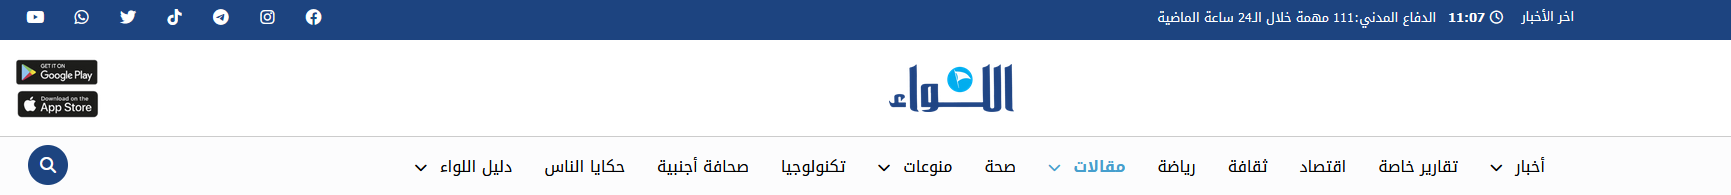 اخر الأخبار 11:07 الدفاع المدني:111 مهمة خلال الـ24 ساعة الماضية
اللواء
GET IT ON
Google Play
Download on the
App Store
أخبار تقارير خاصة اقتصاد ثقافة رياضة مقالات صحة منوعات تكنولوجيا صحافة أجنبية حكايا الناس دليل اللواء